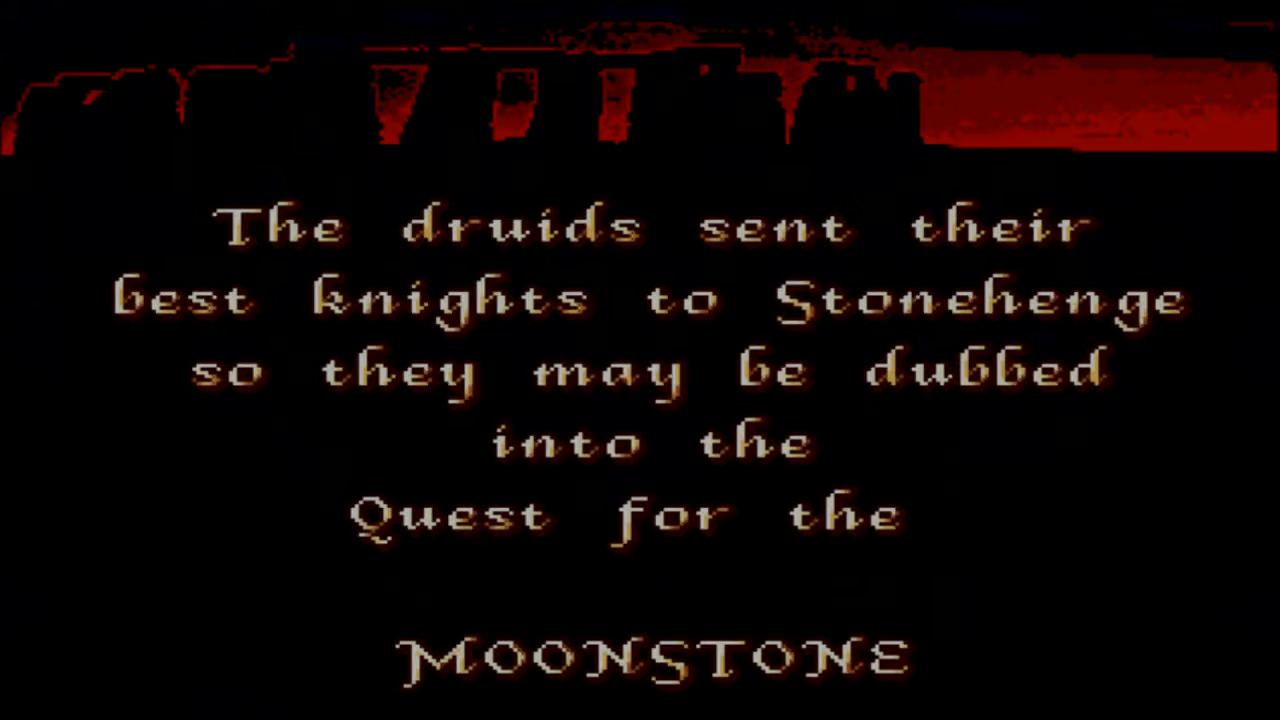 The druids sent their
best knights to Stonehenge
so they may be dubbed
into the
Quest for the
MOONSTONE